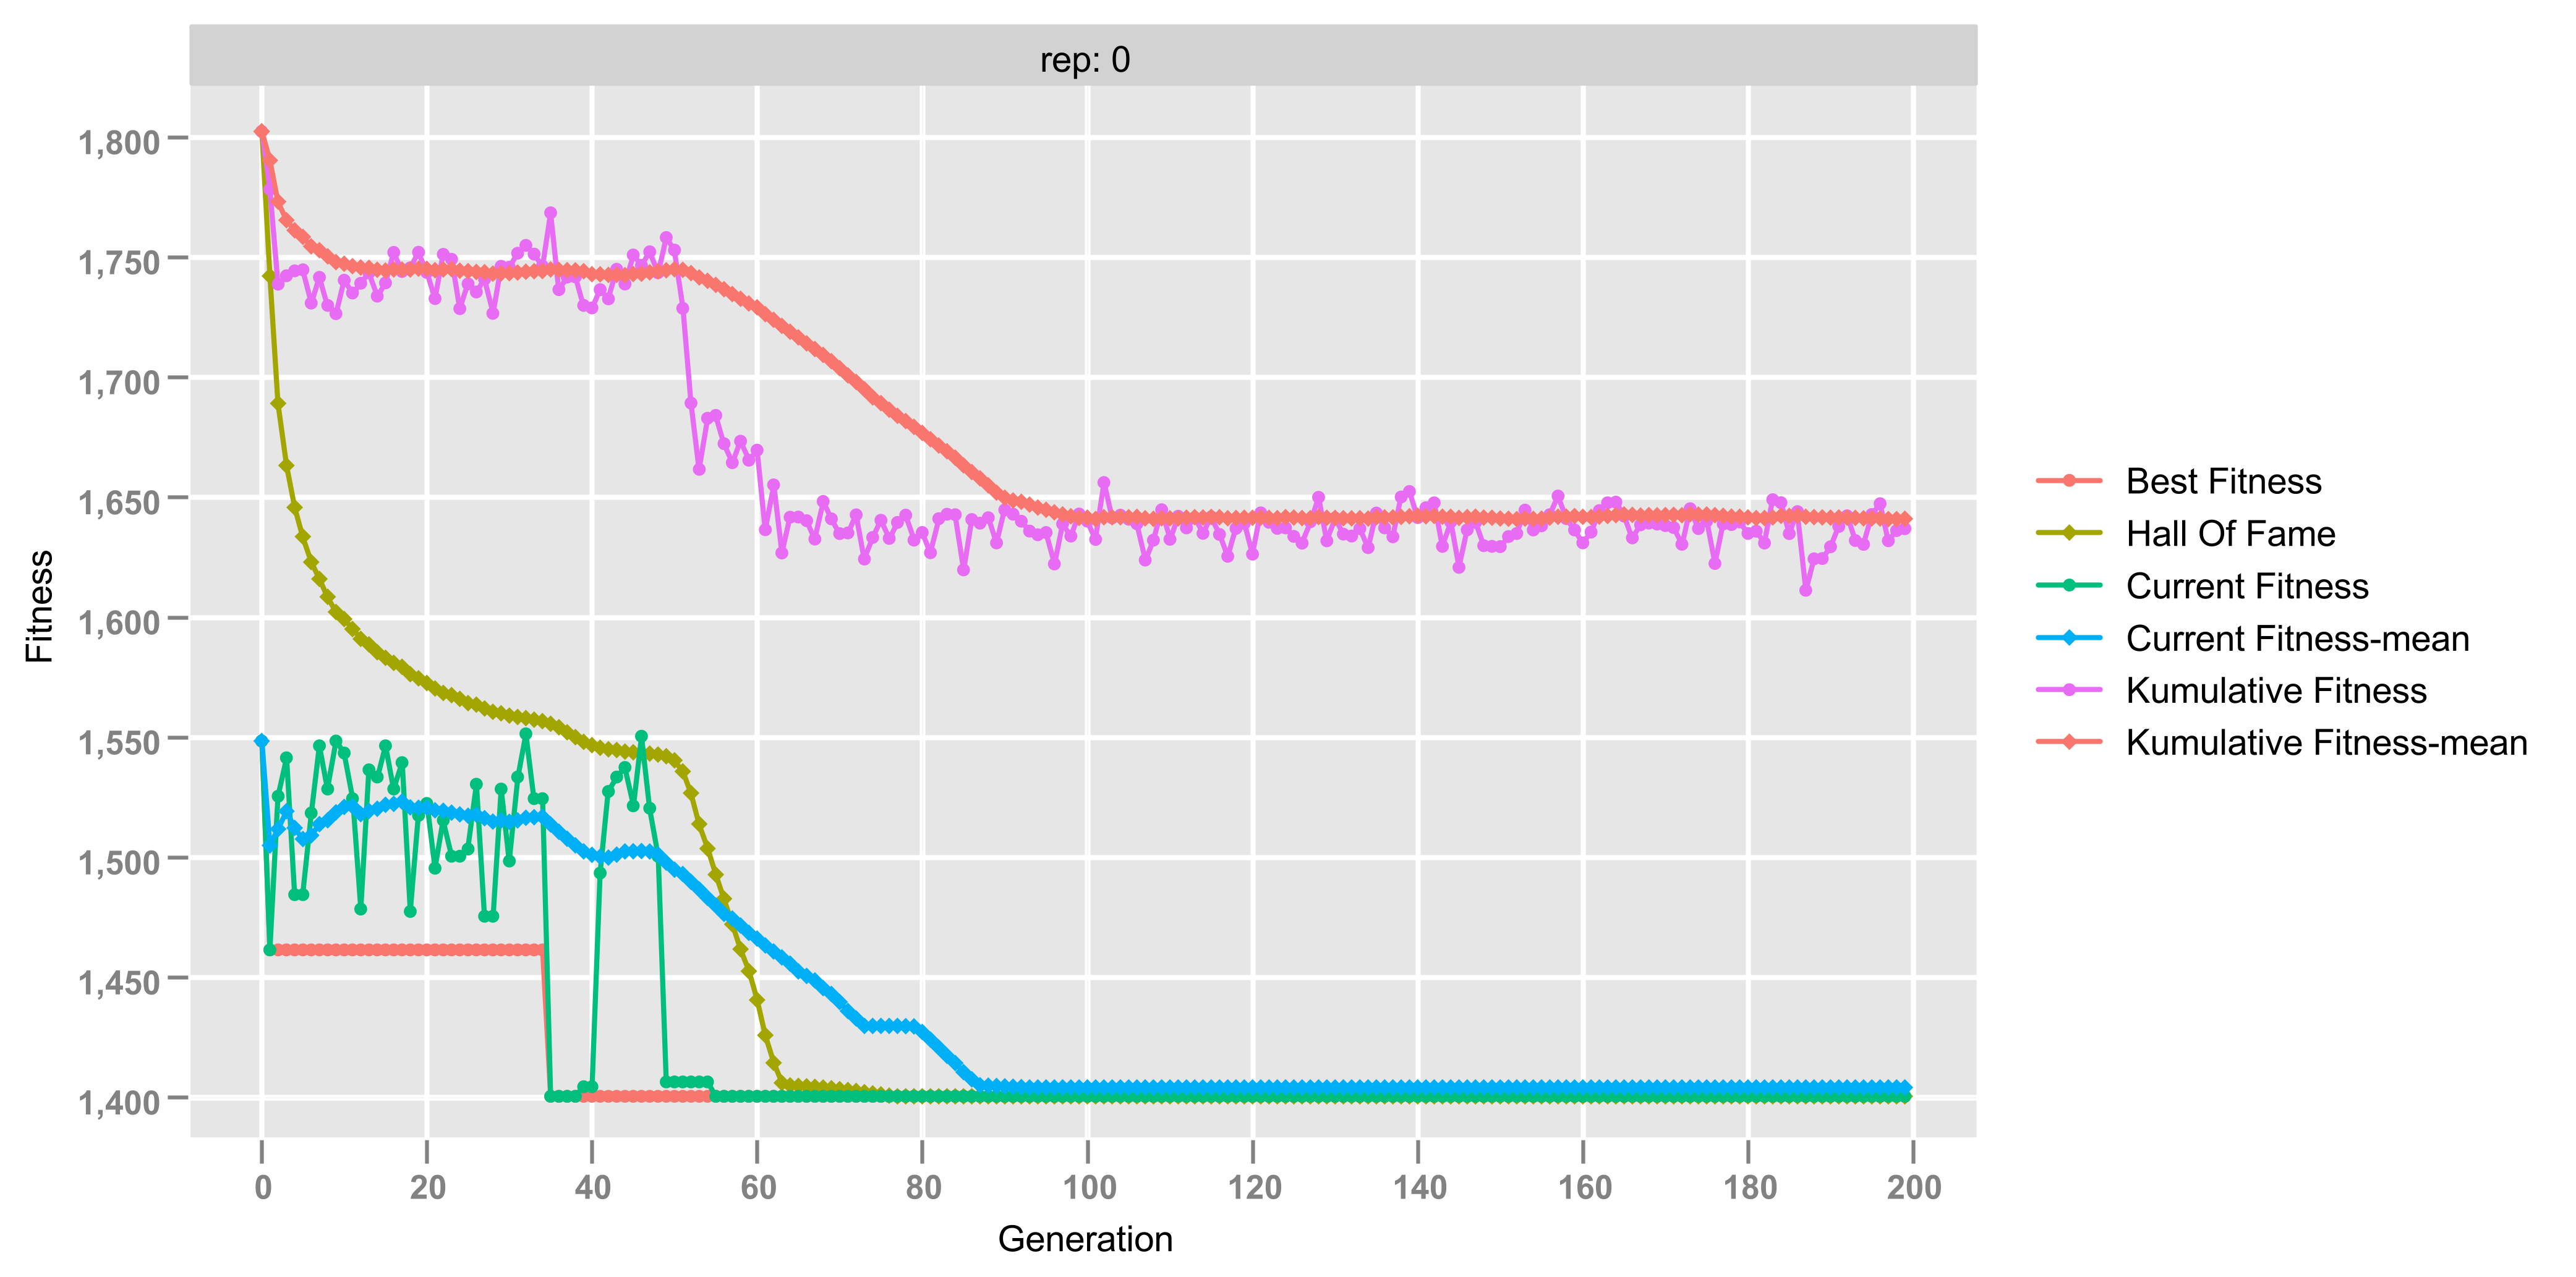 rep: 0
1,800
1,750
1,700
1,650
1,600
1,550
1,500
1,450
1,400
Fitness
0 20 40 60 80 100 120 140 160 180 200
Generation
Best Fitness
Hall Of Fame
Current Fitness
Current Fitness-mean
Kumulative Fitness
Kumulative Fitness-mean